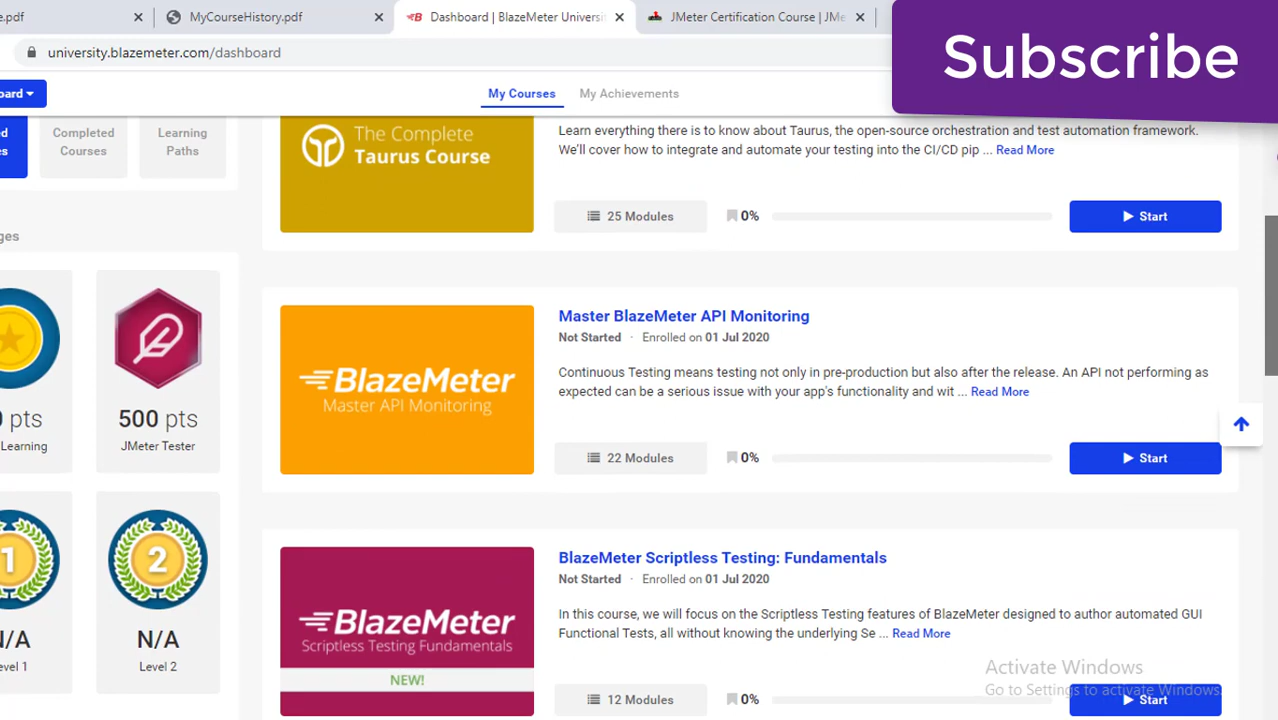 e.pdf
MyCourseHistory.pdf
Dashboard | BlazeMeter Universi
JMeter Certification Course | JMe
Subscribe
university.blazemeter.com/dashboard
oard
My Courses
My Achievements
ed
es
Completed
Courses
Learning
Paths
The Complete
Taurus Course
Learn everything there is to know about Taurus, the open-source orchestration and test automation framework.
We'll cover how to integrate and automate your testing into the CI/CD pip ... Read More
25 Modules
0%
Start
ges
0 pts
Learning
500 pts
JMeter Tester
BlazeMeter
Master API Monitoring
Master BlazeMeter API Monitoring
Not Started · Enrolled on 01 Jul 2020
Continuous Testing means testing not only in pre-production but also after the release. An API not performing as
expected can be a serious issue with your app's functionality and wit ... Read More
22 Modules
0%
Start
1
N/A
evel 1
2
N/A
Level 2
BlazeMeter
Scriptless Testing Fundamentals
NEW!
BlazeMeter Scriptless Testing: Fundamentals
Not Started · Enrolled on 01 Jul 2020
In this course, we will focus on the Scriptless Testing features of BlazeMeter designed to author automated GUI
Functional Tests, all without knowing the underlying Se ... Read More
12 Modules
0%
Start
Activate Windows
Go to Settings to activate Windows.